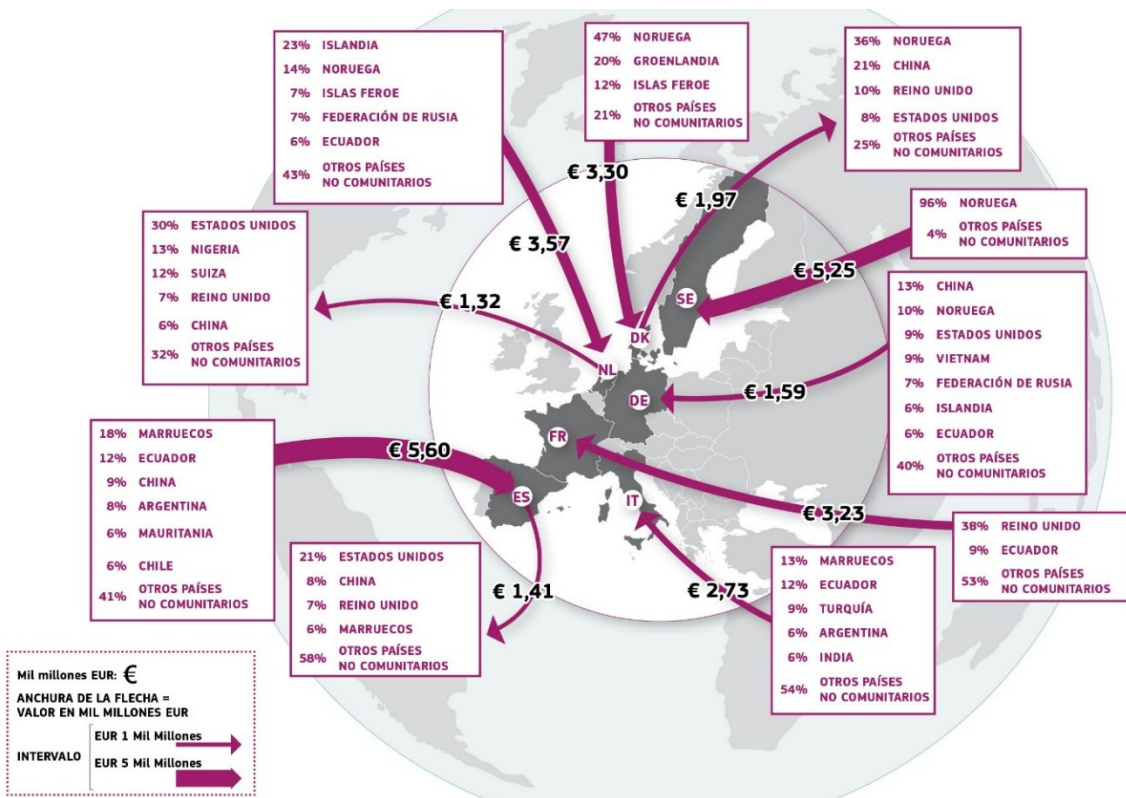 23% ISLANDIA
14% NORUEGA
7% ISLAS FEROE
7% FEDERACIÓN DE RUSIA
6% ECUADOR
43% OTROS PAÍSES
NO COMUNITARIOS
47% NORUEGA
20% GROENLANDIA
12% ISLAS FEROE
21% OTROS PAÍSES
NO COMUNITARIOS
36% NORUEGA
21% CHINA
10% REINO UNIDO
8% ESTADOS UNIDOS
25% OTROS PAÍSES
NO COMUNITARIOS
€ 3,30
€ 1,97
€ 3,57
96% NORUEGA
4% OTROS PAÍSES
NO COMUNITARIOS
€ 5,25
30% ESTADOS UNIDOS
13% NIGERIA
12% SUIZA
7% REINO UNIDO
6% CHINA
32% OTROS PAÍSES
NO COMUNITARIOS
€ 1,32
SE
DK
NL
DE
€ 1,59
13% CHINA
10% NORUEGA
9% ESTADOS UNIDOS
9% VIETNAM
7% FEDERACIÓN DE RUSIA
6% ISLANDIA
6% ECUADOR
40% OTROS PAÍSES
NO COMUNITARIOS
18% MARRUECOS
12% ECUADOR
9% CHINA
8% ARGENTINA
6% MAURITANIA
6% CHILE
41% OTROS PAÍSES
NO COMUNITARIOS
€ 5,60
FR
ES
IT
€ 3,23
38% REINO UNIDO
9% ECUADOR
53% OTROS PAÍSES
NO COMUNITARIOS
21% ESTADOS UNIDOS
8% CHINA
7% REINO UNIDO
6% MARRUECOS
58% OTROS PAÍSES
NO COMUNITARIOS
€ 1,41
€ 2,73
13% MARRUECOS
12% ECUADOR
9% TURQUÍA
6% ARGENTINA
6% INDIA
54% OTROS PAÍSES
NO COMUNITARIOS
Mil millones EUR: €
ANCHURA DE LA FLECHA =
VALOR EN MIL MILLONES EUR
INTERVALO
EUR 1 Mil Millones
EUR 5 Mil Millones